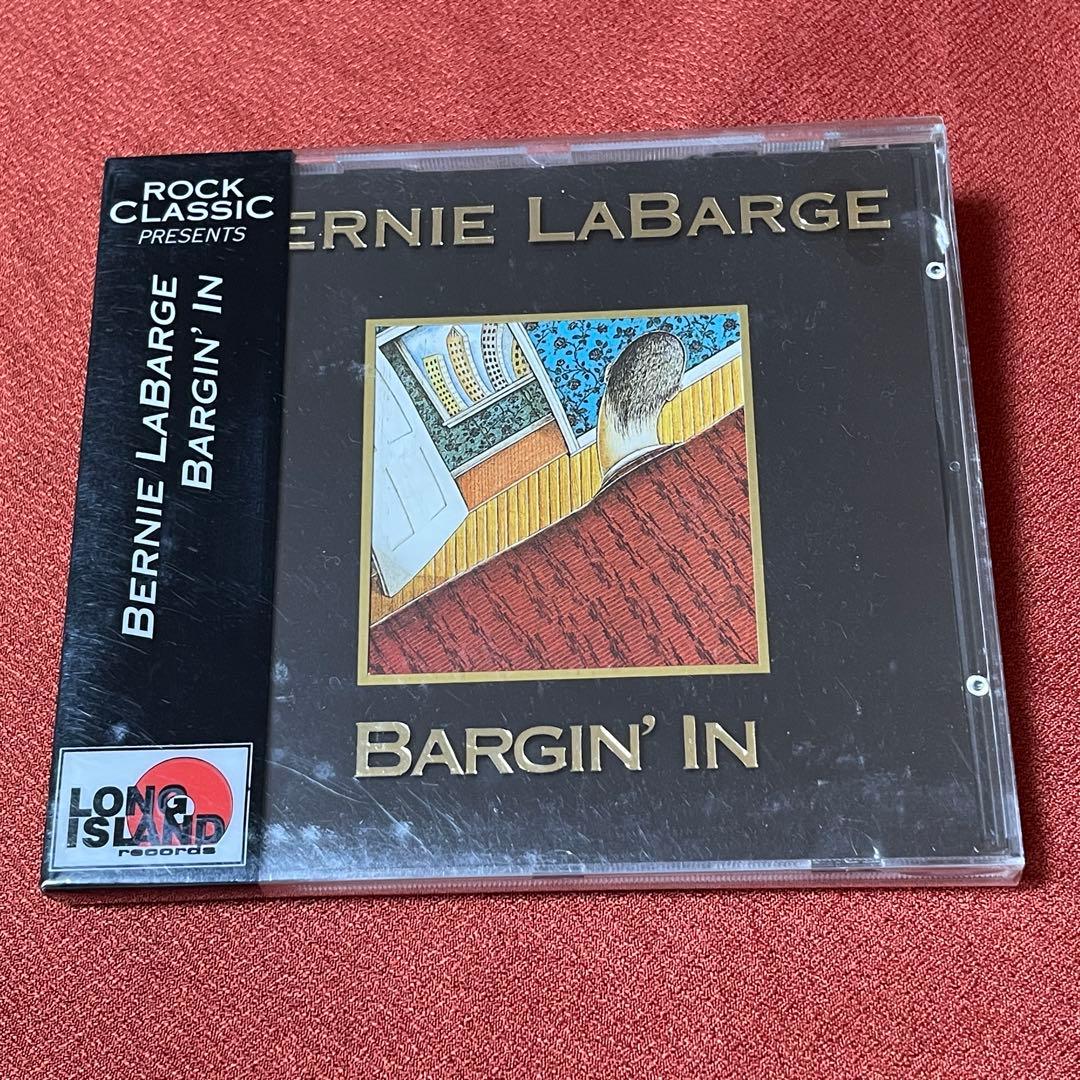 ROCK
CLASSIC
PRESENTS
BERNIE LABARGE
BARGIN' IN
LONG
ISLAND
records
ERNIE LABARGE
BARGIN' IN